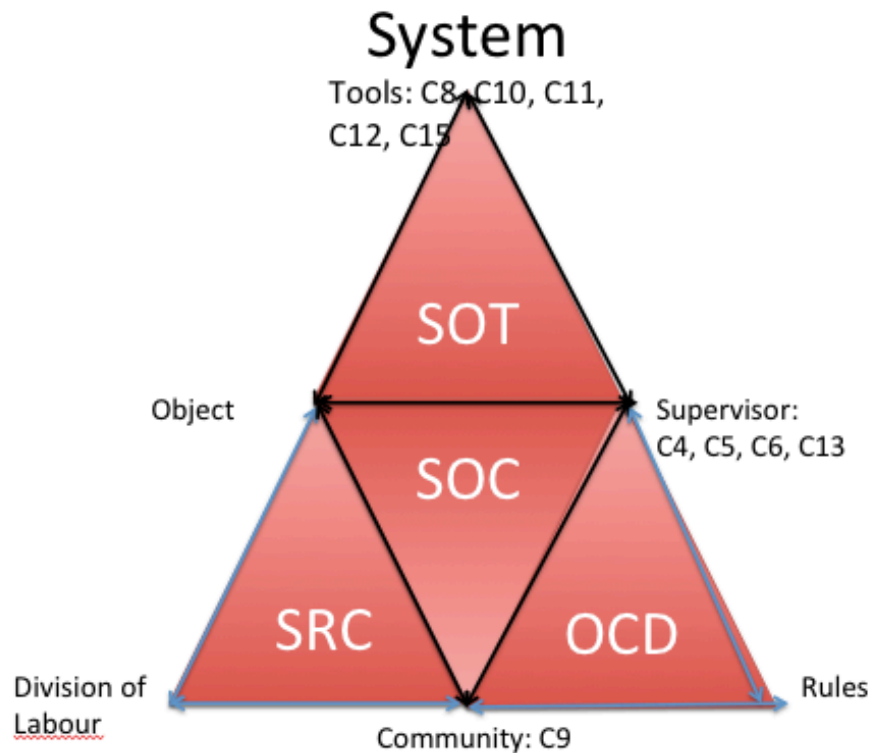 System
Tools: C8, C10, C11,
C12, C15
SOT
Object
Supervisor:
C4, C5, C6, C13
SOC
SRC
OCD
Division of
Labour
Rules
Community: C9